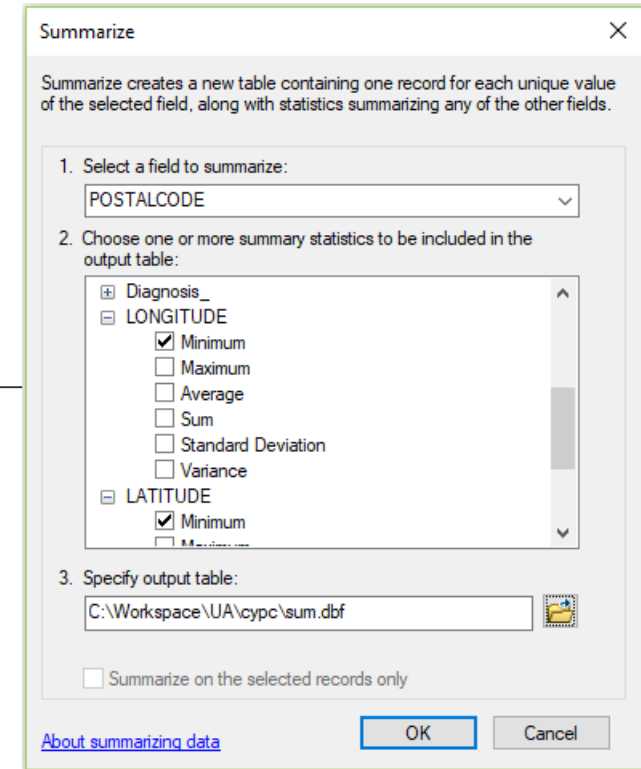 Summarize
Summarize creates a new table containing one record for each unique value
of the selected field, along with statistics summarizing any of the other fields.
1. Select a field to summarize:
POSTALCODE
2. Choose one or more summary statistics to be included in the
output table:
Diagnosis_
LONGITUDE
Minimum
Maximum
Average
Sum
Standard Deviation
Variance
LATITUDE
Minimum
3. Specify output table:
C:\Workspace\UA\cypc\sum.dbf
Summarize on the selected records only
About summarizing data
OK
Cancel